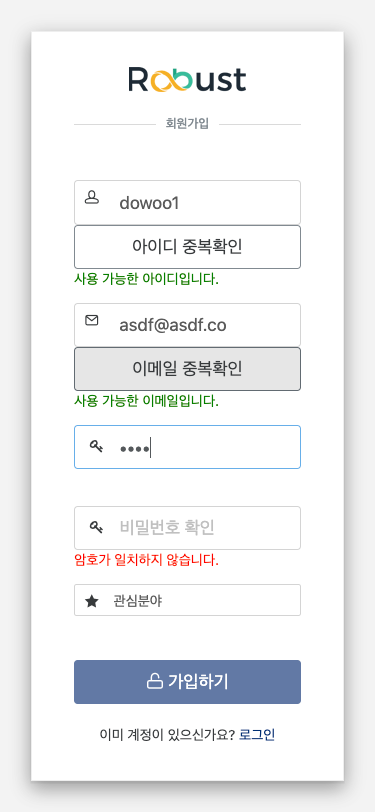 Robust
회원가입
dowoo1
아이디 중복확인
사용 가능한 아이디입니다.
asdf@asdf.co
이메일 중복확인
사용 가능한 이메일입니다.
••••
비밀번호 확인
암호가 일치하지 않습니다.
관심분야
가입하기
이미 계정이 있으신가요? 로그인